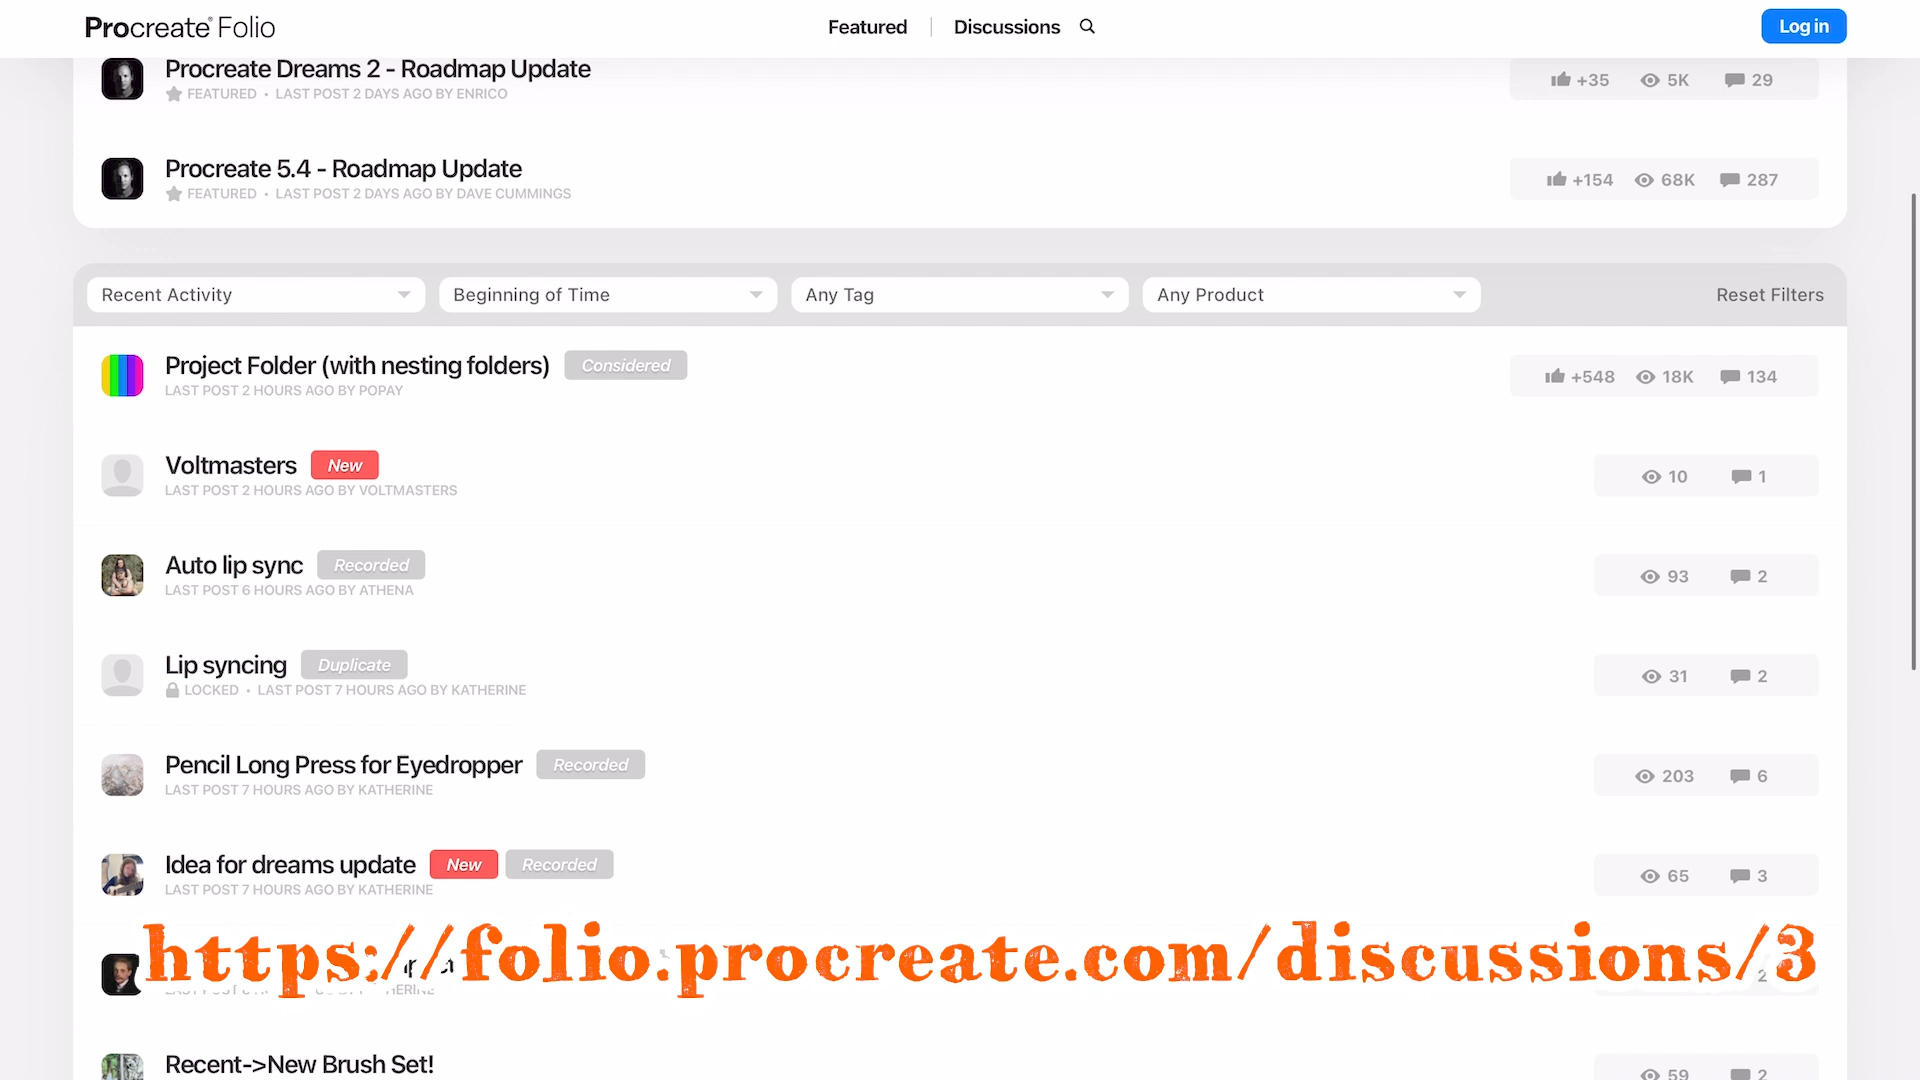 Procreate® Folio
Featured
Discussions
Log in
Procreate Dreams 2 - Roadmap Update
FEATURED • LAST POST 2 DAYS AGO BY ENRICO
+35 5K 29
Procreate 5.4 - Roadmap Update
FEATURED • LAST POST 2 DAYS AGO BY DAVE CUMMINGS
+154 68K 287
Recent Activity
Beginning of Time
Any Tag
Any Product
Reset Filters
Project Folder (with nesting folders) Considered
LAST POST 2 HOURS AGO BY POPAY
+548 18K 134
Voltmasters New
LAST POST 2 HOURS AGO BY VOLTMASTERS
10 1
Auto lip sync Recorded
LAST POST 6 HOURS AGO BY ATHENA
93 2
Lip syncing Duplicate
LOCKED • LAST POST 7 HOURS AGO BY KATHERINE
31 2
Pencil Long Press for Eyedropper Recorded
LAST POST 7 HOURS AGO BY KATHERINE
203 6
Idea for dreams update New Recorded
LAST POST 7 HOURS AGO BY KATHERINE
65 3
https://folio.procreate.com/discussions/3
2
Recent->New Brush Set!
59 2